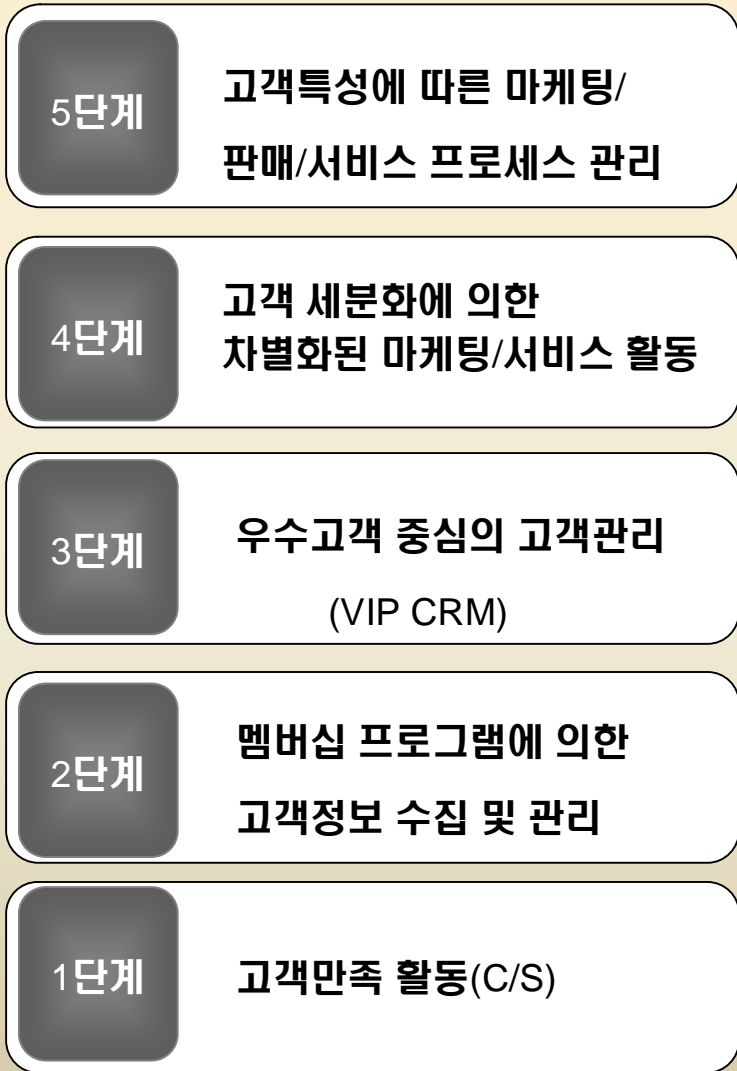 5단계
고객특성에 따른 마케팅/
판매/서비스 프로세스 관리
4단계
고객 세분화에 의한
차별화된 마케팅/서비스 활동
3단계
우수고객 중심의 고객관리
(VIP CRM)
2단계
멤버십 프로그램에 의한
고객정보 수집 및 관리
1단계
고객만족 활동(C/S)